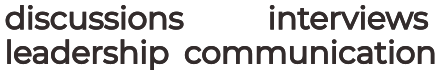 discussions interviews
leadership communication